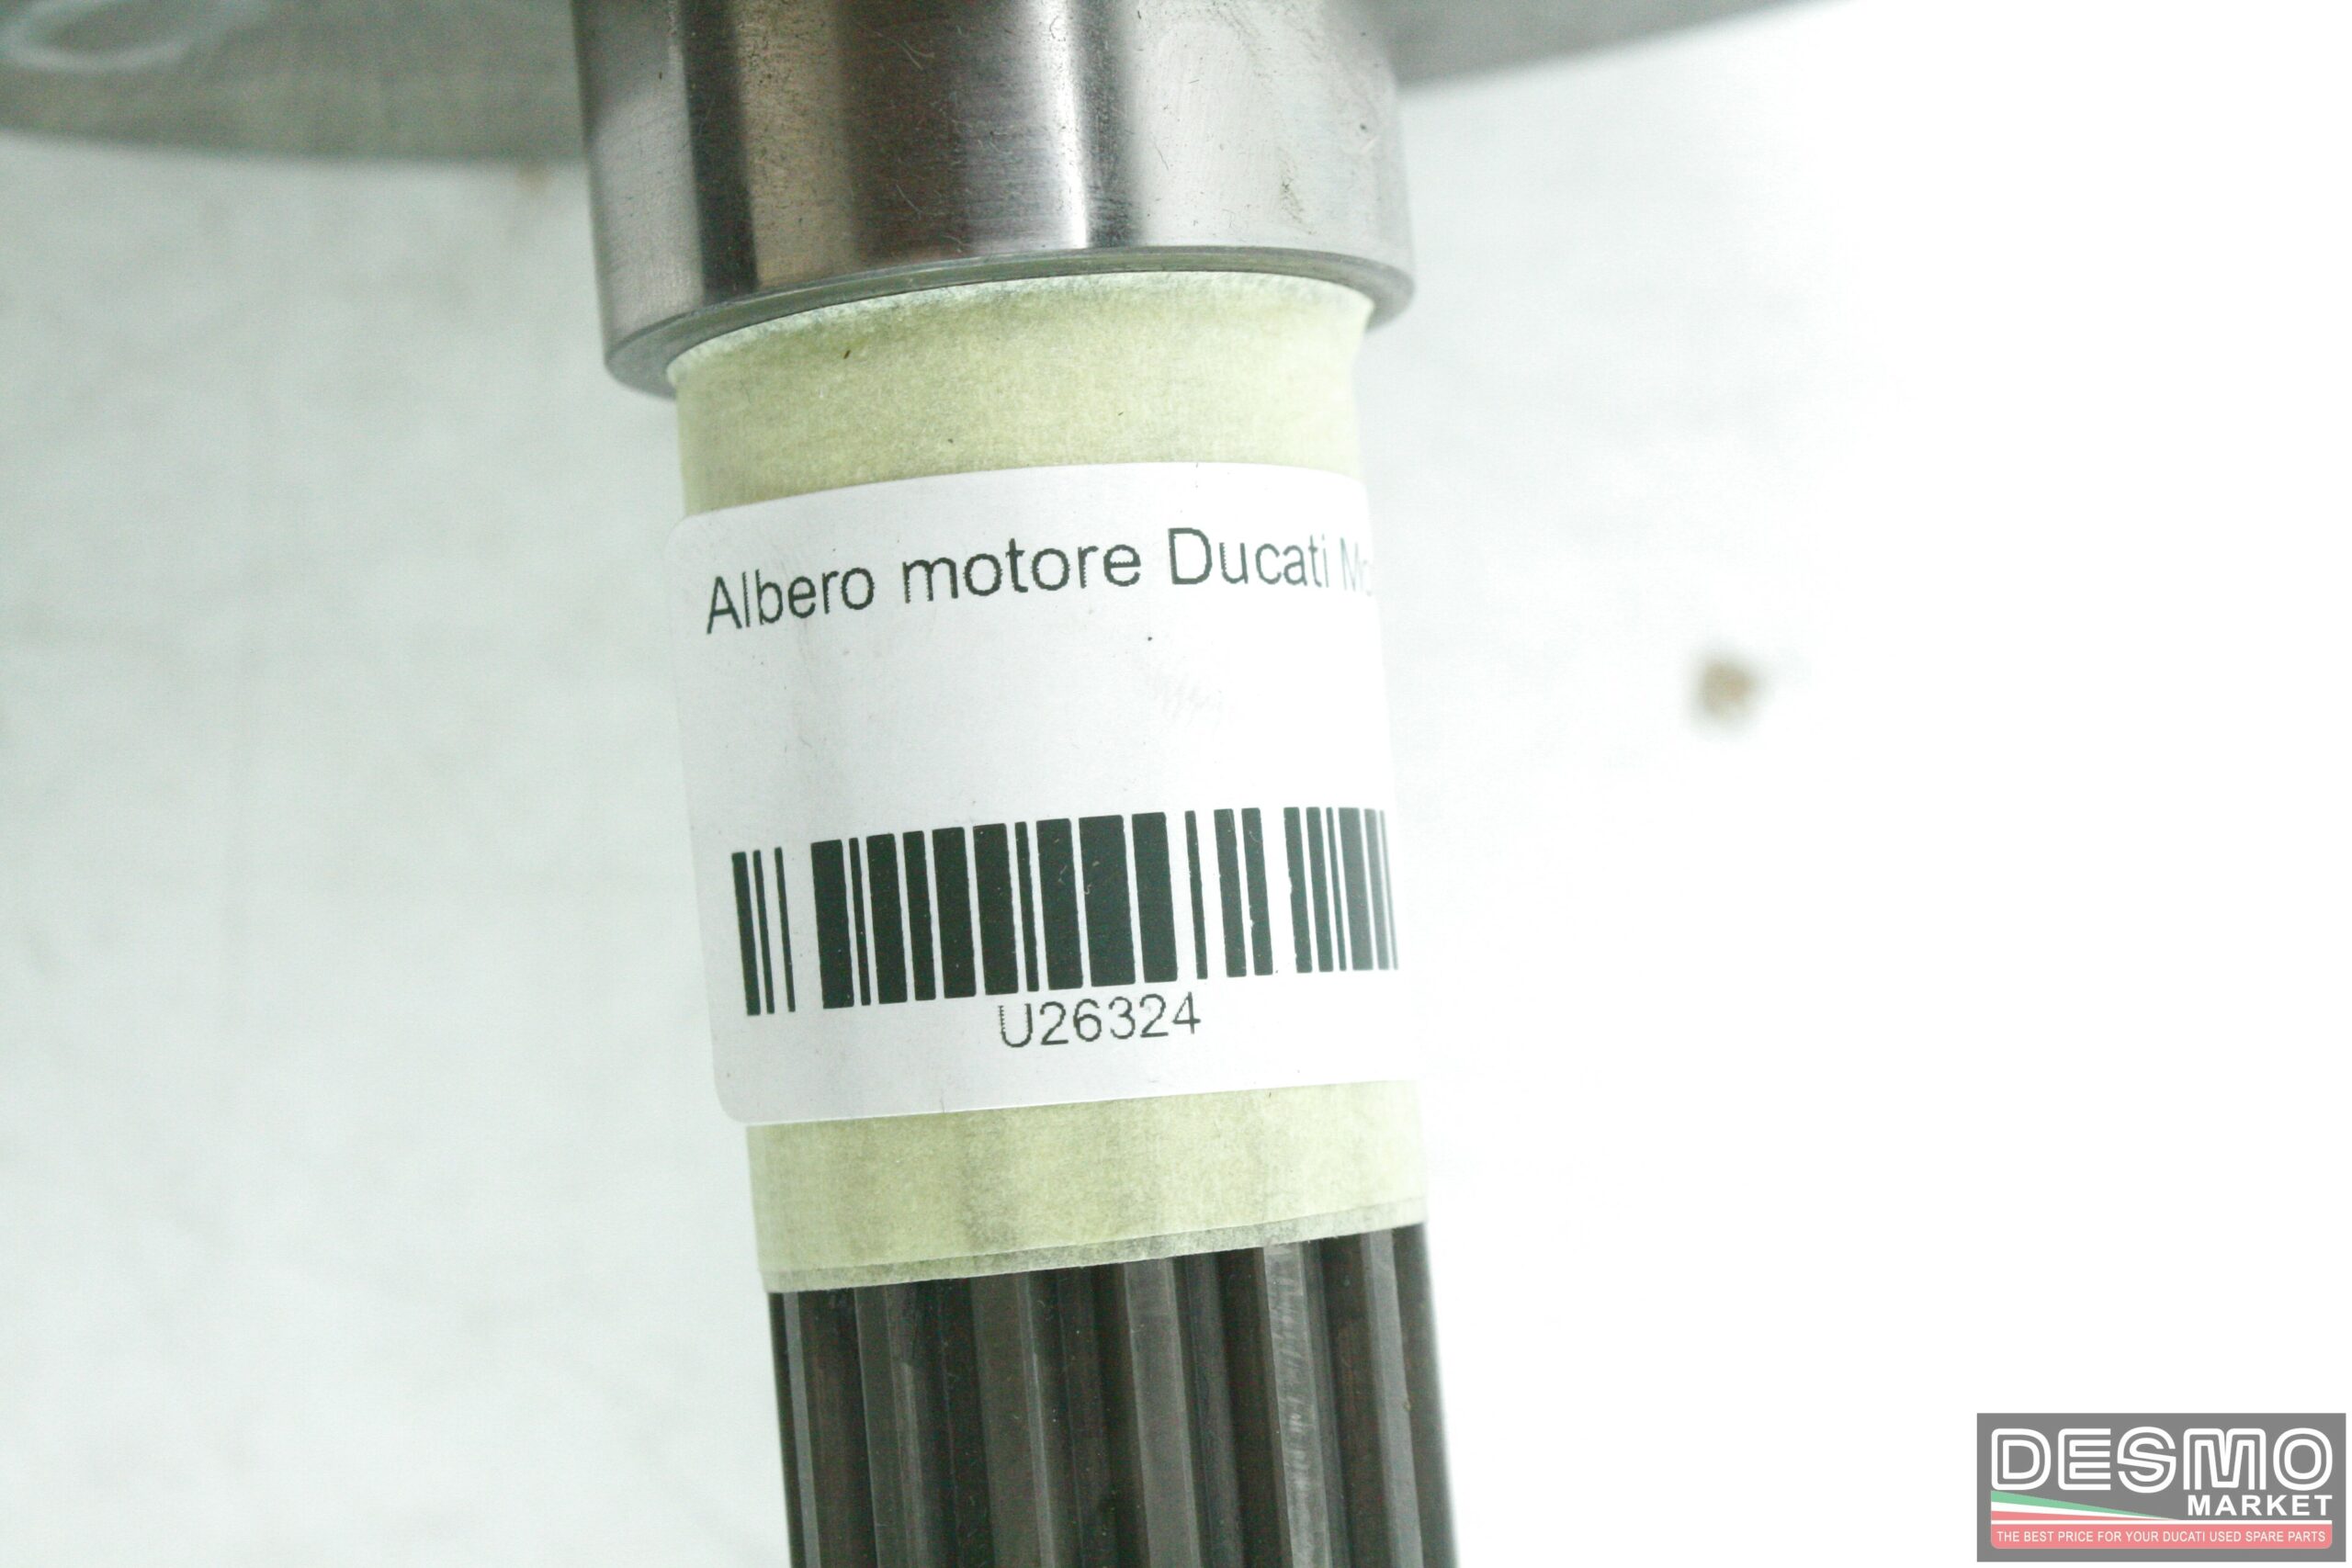 Albero motore Ducati
U26324
DESMO
MARKET
THE BEST PRICE FOR YOUR DUCATI USED SPARE PARTS